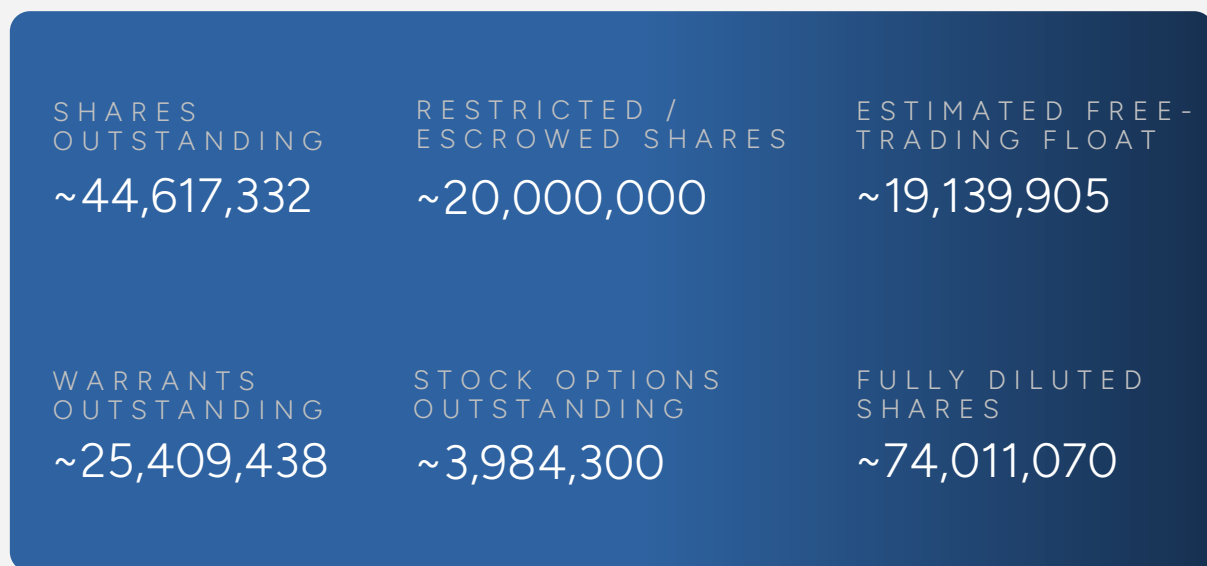 SHARES
OUTSTANDING
~44,617,332
RESTRICTED /
ESCROWED SHARES
~20,000,000
ESTIMATED FREE-
TRADING FLOAT
~19,139,905
WARRANTS
OUTSTANDING
~25,409,438
STOCK OPTIONS
OUTSTANDING
~3,984,300
FULLY DILUTED
SHARES
~74,011,070